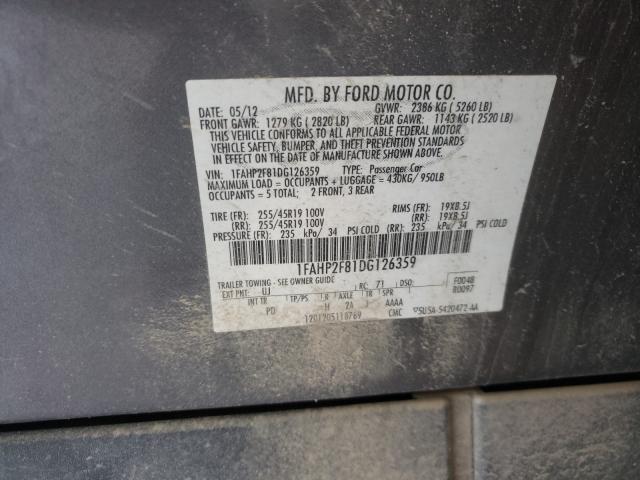 MFD. BY FORD MOTOR CO.
DATE: 05/12 GVWR: 2386 KG ( 5260 LB)
FRONT GAWR: 1279 KG ( 2820 LB) REAR GAWR: 1143 KG ( 2520 LB)
THIS VEHICLE CONFORMS TO ALL APPLICABLE FEDERAL MOTOR
VEHICLE SAFETY, BUMPER, AND THEFT PREVENTION STANDARDS
IN EFFECT ON THE DATE OF MANUFACTURE SHOWN ABOVE.
VIN: 1FAHP2F81DG126359 TYPE: Passenger Car
MAXIMUM LOAD = OCCUPANTS + LUGGAGE = 430KG/ 950LB
OCCUPANTS = 5 TOTAL; 2 FRONT, 3 REAR
TIRE (FR): 255/45R19 100V RIMS (FR): 19X8.5J
(RR): 255/45R19 100V (RR): 19X8.5J
PRESSURE (FR): 235 kPa/ 34 PSI COLD (RR): 235 kPa/ 34 PSI COLD
1FAHP2F81DG126359
TRAILER TOWING - SEE OWNER GUIDE
EXT PNT: UJ RC: 71 DSO: F0048
INT TR TP/PS R AXLE TR SPR R0097
PD H 2A J AAAA
1201205118769 CMC 5U5A-5420472-AA